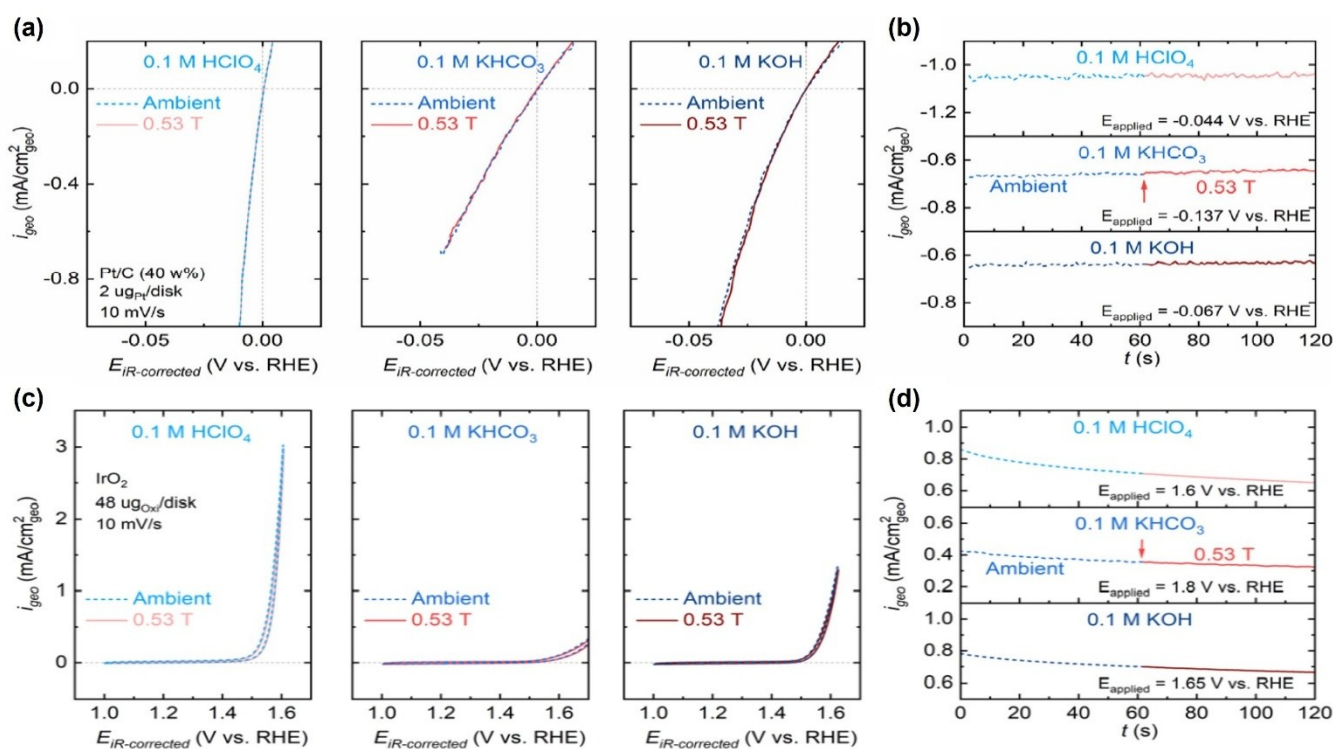 (a)
0.1 M HClO4
Ambient
0.53 T
Pt/C (40 w%)
2 ugPt/disk
10 mV/s
0.0
-0.4
-0.8
igeo (mA/cm2geo)
-0.05
0.00
EiR-corrected (V vs. RHE)
0.1 M KHCO3
Ambient
0.53 T
-0.05
0.00
EiR-corrected (V vs. RHE)
0.1 M KOH
Ambient
0.53 T
-0.05
0.00
EiR-corrected (V vs. RHE)
(b)
0.1 M HClO4
-1.0
-1.2
Eapplied = -0.044 V vs. RHE
0.1 M KHCO3
-0.6
-0.8
Ambient
0.53 T
Eapplied = -0.137 V vs. RHE
0.1 M KOH
-0.6
-0.8
Eapplied = -0.067 V vs. RHE
igeo (mA/cm2geo)
0 20 40 60 80 100 120
t (s)
(c)
0.1 M HClO4
IrO2
48 ugOxi/disk
10 mV/s
Ambient
0.53 T
3
2
1
0
igeo (mA/cm2geo)
1.0 1.2 1.4 1.6
EiR-corrected (V vs. RHE)
0.1 M KHCO3
Ambient
0.53 T
1.0 1.2 1.4 1.6
EiR-corrected (V vs. RHE)
0.1 M KOH
Ambient
0.53 T
1.0 1.2 1.4 1.6
EiR-corrected (V vs. RHE)
(d)
0.1 M HClO4
1.0
0.8
0.6
Eapplied = 1.6 V vs. RHE
0.1 M KHCO3
0.6
0.4
0.2
Ambient
0.53 T
Eapplied = 1.8 V vs. RHE
0.1 M KOH
1.0
0.8
0.6
Eapplied = 1.65 V vs. RHE
igeo (mA/cm2geo)
0 20 40 60 80 100 120
t (s)